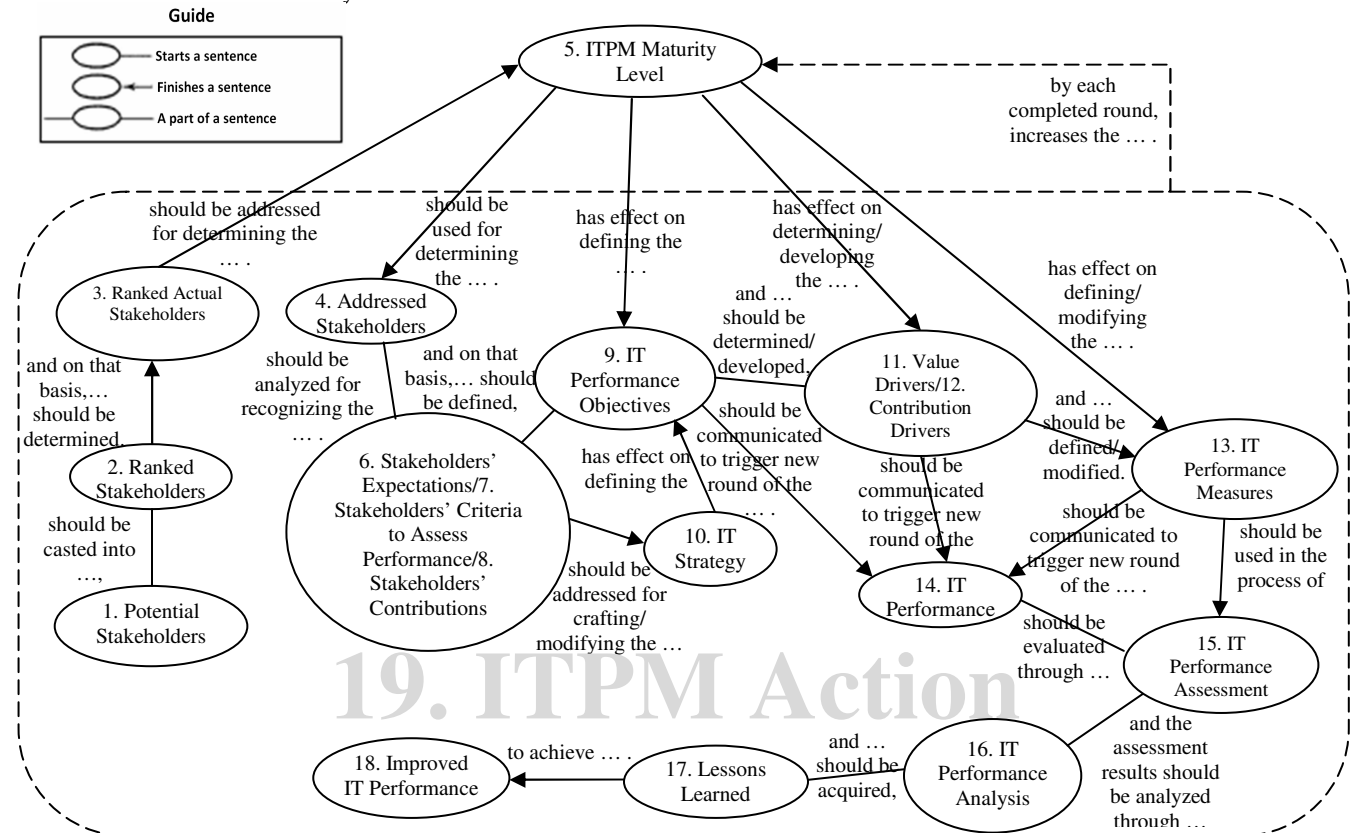 Guide
Starts a sentence
Finishes a sentence
A part of a sentence
5. ITPM Maturity
Level
by each
completed round,
increases the … .
should be addressed
for determining the
… .
should be
used for
determining
the … .
has effect on
defining the
… .
has effect on
determining/
developing
the … .
has effect on
defining/
modifying
the … .
3. Ranked Actual
Stakeholders
4. Addressed
Stakeholders
and on that
basis,…
should be
determined,
should be
analyzed for
recognizing the
… .
and on that
basis,… should
be defined,
9. IT
Performance
Objectives
and …
should be
determined/
developed,
11. Value
Drivers/12.
Contribution
Drivers
and …
should be
defined/
modified.
13. IT
Performance
Measures
2. Ranked
Stakeholders
should be
casted into
…,
1. Potential
Stakeholders
6. Stakeholders’
Expectations/7.
Stakeholders’ Criteria
to Assess
Performance/8.
Stakeholders’
Contributions
has effect on
defining the
… .
10. IT
Strategy
should be
addressed for
crafting/
modifying the …
should be
communicated
to trigger new
round of the
should be
communicated
to trigger new
round of the
should be
communicated to
trigger new round
of the … .
should be
used in the
process of
14. IT
Performance
should be
evaluated
through …
15. IT
Performance
Assessment
19. ITPM Action
and the
assessment
results should
be analyzed
through …
16. IT
Performance
Analysis
and …
should be
acquired,
17. Lessons
Learned
to achieve … .
18. Improved
IT Performance